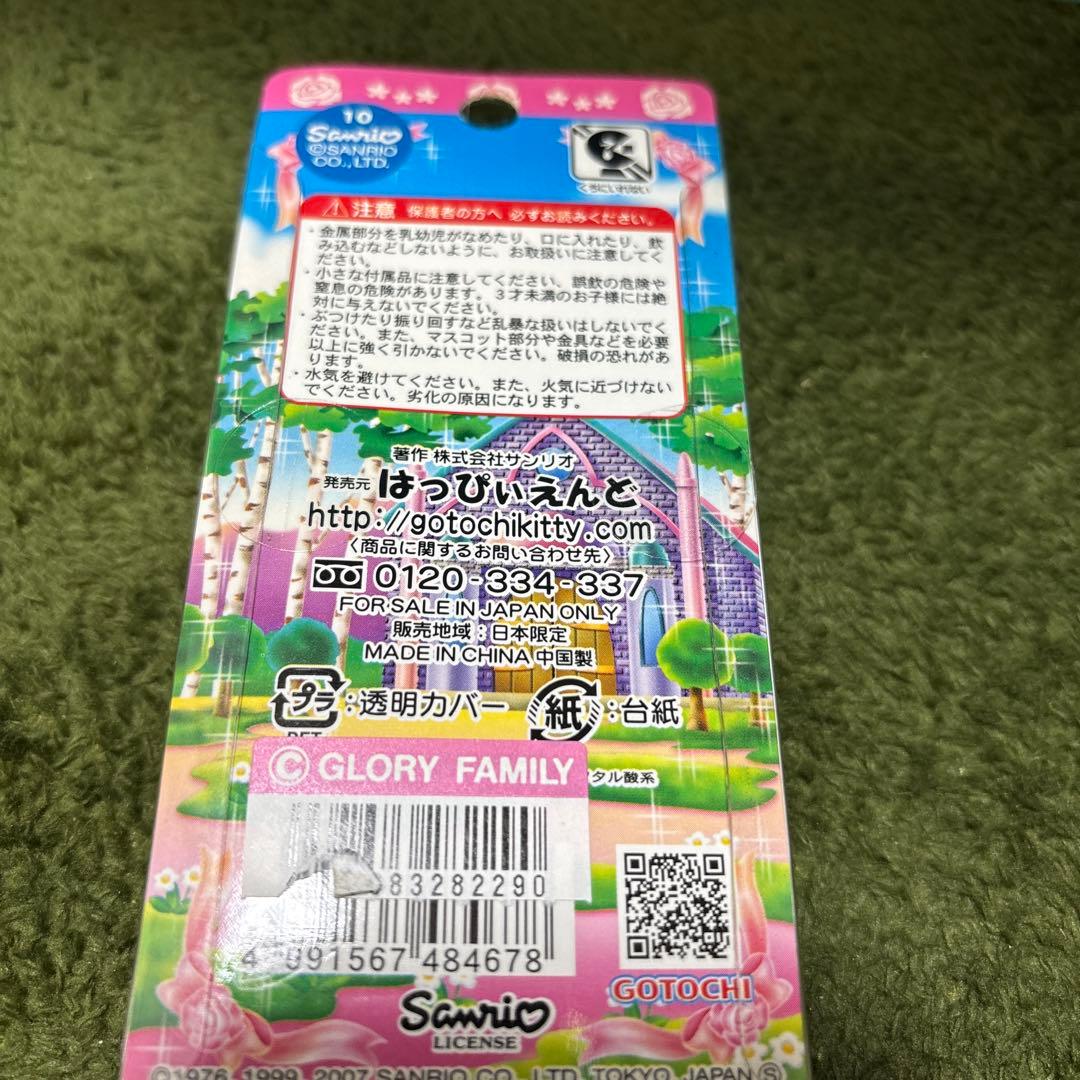 10
Sanrio
©SANRIO
CO.,LTD.
くちにいれない
注意 保護者の方へ 必ずお読みください。
・金属部分を乳幼児がなめたり、口に入れたり、飲
み込むなどしないように、お取扱いに注意してく
ださい。
・小さな付属品に注意してください、誤飲の危険や
窒息の危険があります。3才未満のお子様には絶
対に与えないでください。
・ぶつけたり振り回すなど乱暴な扱いはしないでく
ださい。また、マスコット部分や金具などを必要
以上に強く引かないでください。破損の恐れがあ
ります。
・水気を避けてください。また、火気に近づけない
でください。劣化の原因になります。
著作 株式会社サンリオ
発売元 はっぴぃえんど
http://gotochikitty.com
〈商品に関するお問い合わせ先〉
0120-334-337
FOR SALE IN JAPAN ONLY
販売地域:日本限定
MADE IN CHINA 中国製
プラ:透明カバー 紙:台紙
PET
© GLORY FAMILY
タル酸系
83282290
4 991567 484678
GOTOCHI
Sanrio
LICENSE
©1976, 1999, 2007 SANRIO CO., LTD. TOKYO, JAPAN Ⓢ